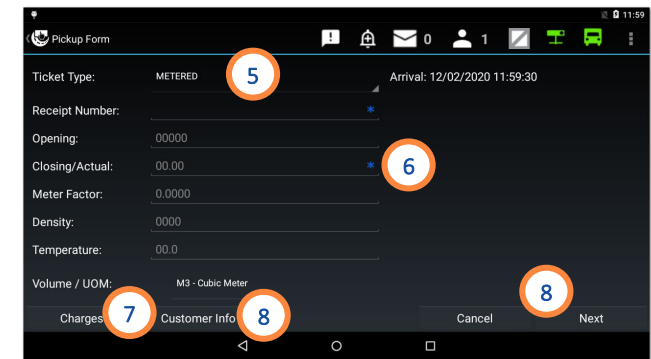 11:59
Pickup Form 0 1
Ticket Type: METERED 5 Arrival: 12/02/2020 11:59:30
Receipt Number: *
Opening: 00000
Closing/Actual: 00.00 * 6
Meter Factor: 0.0000
Density: 0000
Temperature: 00.0
Volume / UOM: M3 - Cubic Meter
Charges 7 Customer Info 8 Cancel 8 Next